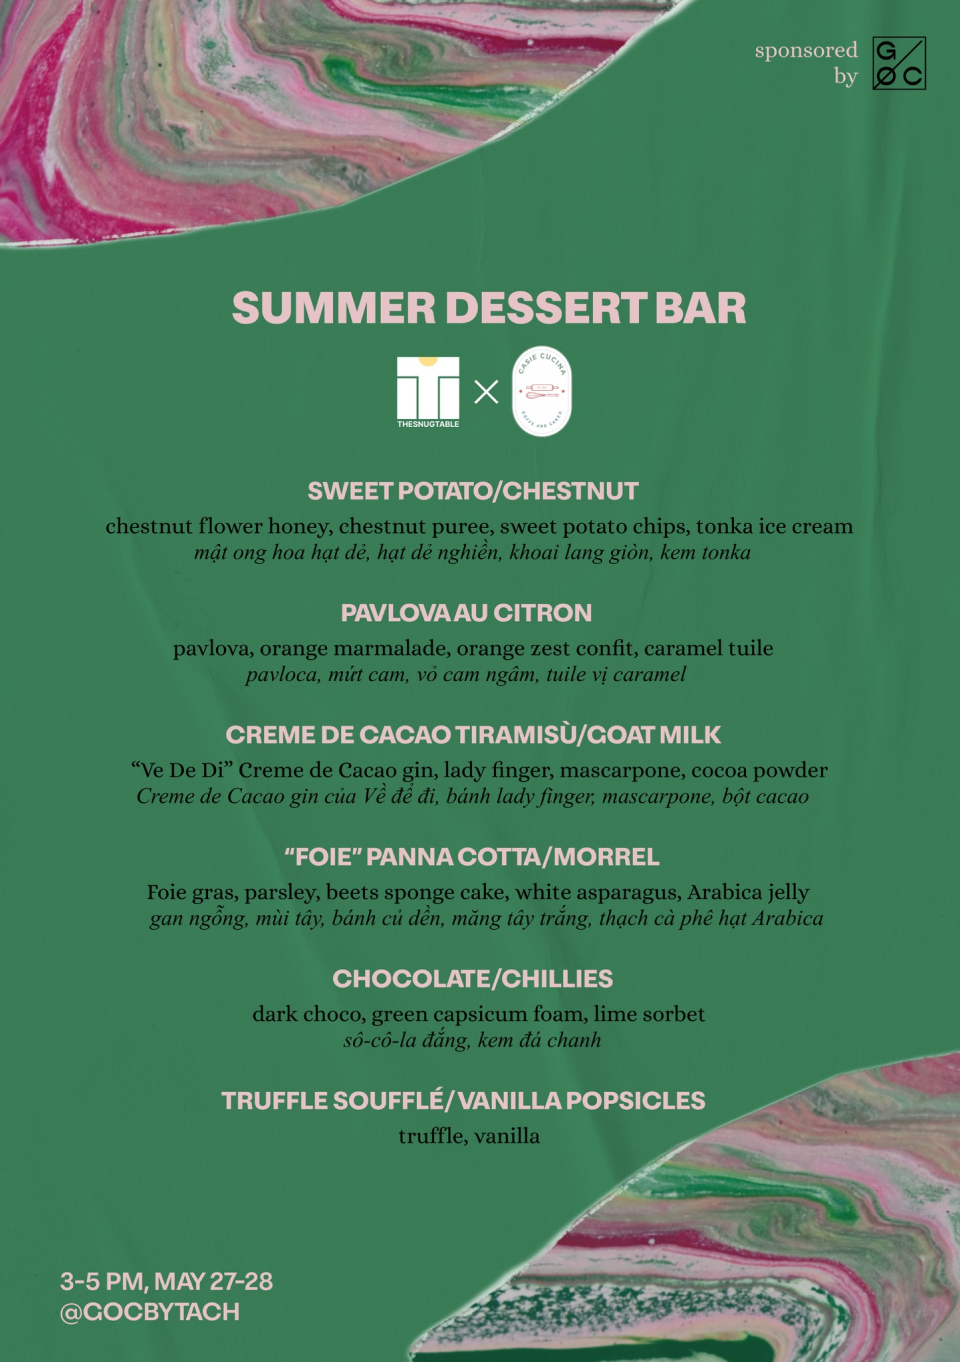 sponsored
by
G
ØC
SUMMER DESSERT BAR
THESNUGTABLE
CASIE CUCINA
COFFE AND CAKES
SWEET POTATO/CHESTNUT
chestnut flower honey, chestnut puree, sweet potato chips, tonka ice cream
mật ong hoa hạt dẻ, hạt dẻ nghiền, khoai lang giòn, kem tonka
PAVLOVA AU CITRON
pavlova, orange marmalade, orange zest confit, caramel tuile
pavloca, mứt cam, vỏ cam ngâm, tuile vị caramel
CREME DE CACAO TIRAMISÙ/GOAT MILK
“Ve De Di” Creme de Cacao gin, lady finger, mascarpone, cocoa powder
Creme de Cacao gin của Về để đi, bánh lady finger, mascarpone, bột cacao
“FOIE” PANNA COTTA/MORREL
Foie gras, parsley, beets sponge cake, white asparagus, Arabica jelly
gan ngỗng, mùi tây, bánh củ dền, măng tây trắng, thạch cà phê hạt Arabica
CHOCOLATE/CHILLIES
dark choco, green capsicum foam, lime sorbet
sô-cô-la đắng, kem đá chanh
TRUFFLE SOUFFLÉ/VANILLA POPSICLES
truffle, vanilla
3-5 PM, MAY 27-28
@GOCBYTACH